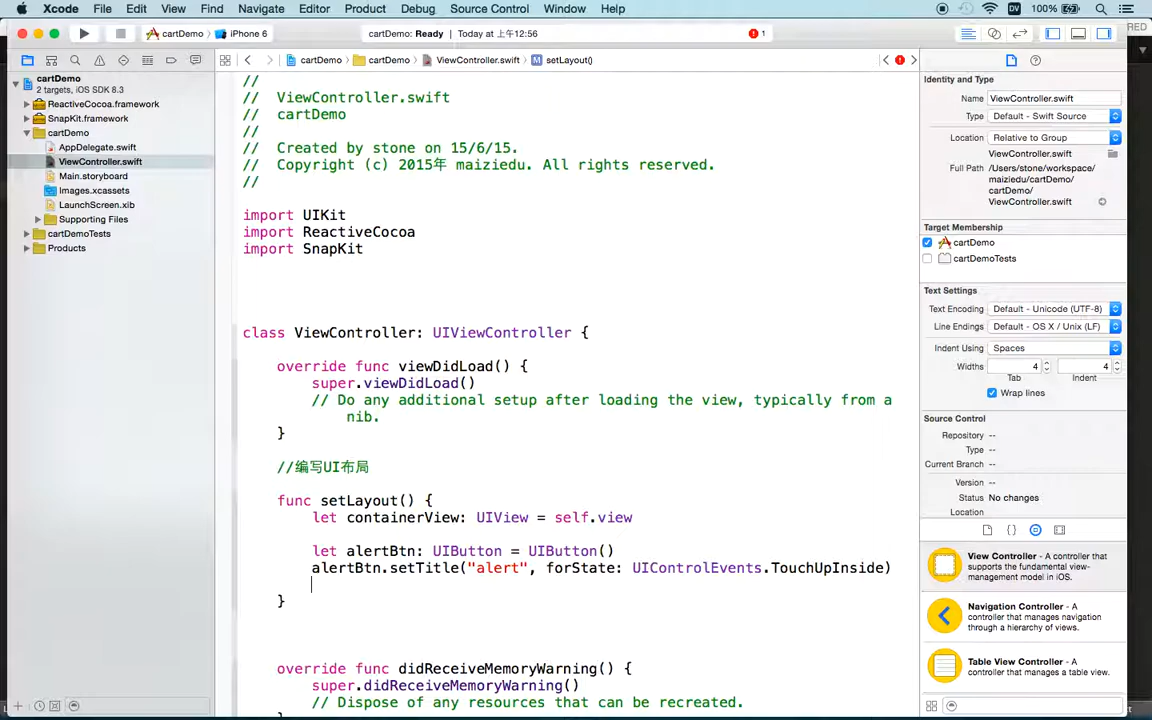 Xcode File Edit View Find Navigate Editor Product Debug Source Control Window Help DV 100%
cartDemo iPhone 6 cartDemo: Ready Today at 上午12:56 1
RED
cartDemo cartDemo ViewController.swift M setLayout()
cartDemo
2 targets, iOS SDK 8.3
ReactiveCocoa.framework
SnapKit.framework
cartDemo
AppDelegate.swift
ViewController.swift
Main.storyboard
Images.xcassets
LaunchScreen.xib
Supporting Files
cartDemoTests
Products
//
// ViewController.swift
// cartDemo
//
// Created by stone on 15/6/15.
// Copyright (c) 2015年 maiziedu. All rights reserved.
//
import UIKit
import ReactiveCocoa
import SnapKit
class ViewController: UIViewController {
override func viewDidLoad() {
super.viewDidLoad()
// Do any additional setup after loading the view, typically from a
nib.
}
//编写UI布局
func setLayout() {
let containerView: UIView = self.view
let alertBtn: UIButton = UIButton()
alertBtn.setTitle("alert", forState: UIControlEvents.TouchUpInside)
}
override func didReceiveMemoryWarning() {
super.didReceiveMemoryWarning()
// Dispose of any resources that can be recreated.
Identity and Type
Name ViewController.swift
Type Default - Swift Source
Location Relative to Group
ViewController.swift
Full Path /Users/stone/workspace/
maiziedu/cartDemo/
cartDemo/
ViewController.swift
Target Membership
cartDemo
cartDemoTests
Text Settings
Text Encoding Default - Unicode (UTF-8)
Line Endings Default - OS X / Unix (LF)
Indent Using Spaces
Widths 4 4
Tab Indent
Wrap lines
Source Control
Repository --
Type --
Current Branch --
Version --
Status No changes
Location
{}
View Controller - A controller that
supports the fundamental view-
management model in iOS.
Navigation Controller - A
controller that manages navigation
through a hierarchy of views.
Table View Controller - A
controller that manages a table view.